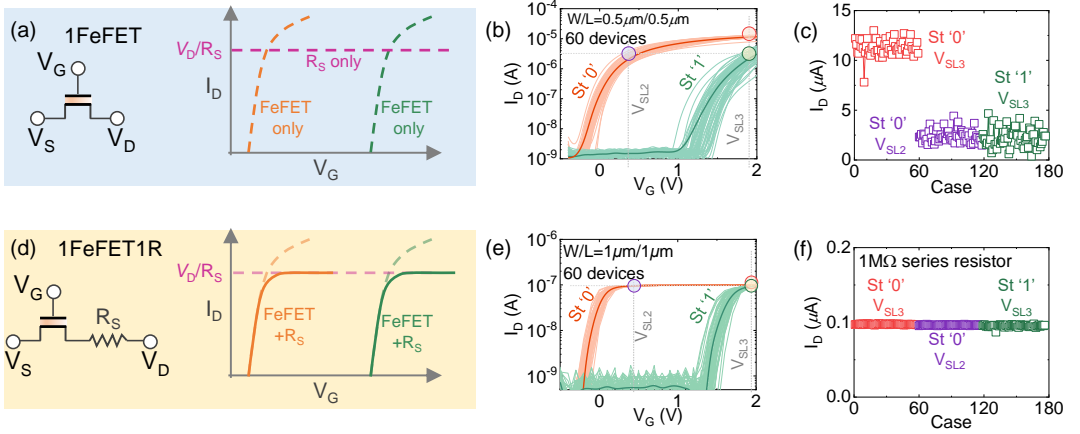 (a) 1FeFET
V_G
V_S
V_D
V_D/R_S
R_S only
I_D
FeFET only
FeFET only
V_G
(b)
W/L=0.5μm/0.5μm
60 devices
St ‘0’
St ‘1’
V_SL2
V_SL3
I_D (A)
10⁻⁴
10⁻⁵
10⁻⁶
10⁻⁷
10⁻⁸
10⁻⁹
0 1 2
V_G (V)
(c)
St ‘0’
V_SL3
St ‘0’
V_SL2
St ‘1’
V_SL3
I_D (μA)
15
10
5
0
0 60 120 180
Case
(d) 1FeFET1R
V_G
R_S
V_S
V_D
V_D/R_S
I_D
FeFET +R_S
FeFET +R_S
V_G
(e)
W/L=1μm/1μm
60 devices
St ‘0’
St ‘1’
V_SL2
V_SL3
I_D (A)
10⁻⁶
10⁻⁷
10⁻⁸
10⁻⁹
0 1 2
V_G (V)
(f)
1MΩ series resistor
St ‘0’
V_SL3
St ‘0’
V_SL2
St ‘1’
V_SL3
I_D (μA)
0.2
0.1
0.0
0 60 120 180
Case